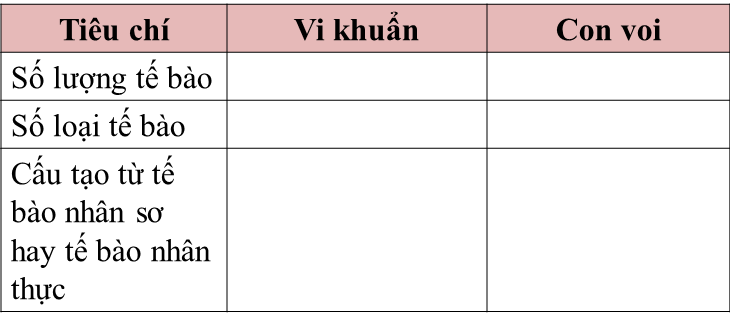 Tiêu chí Vi khuẩn Con voi
Số lượng tế bào
Số loại tế bào
Cấu tạo từ tế
bào nhân sơ
hay tế bào nhân
thực